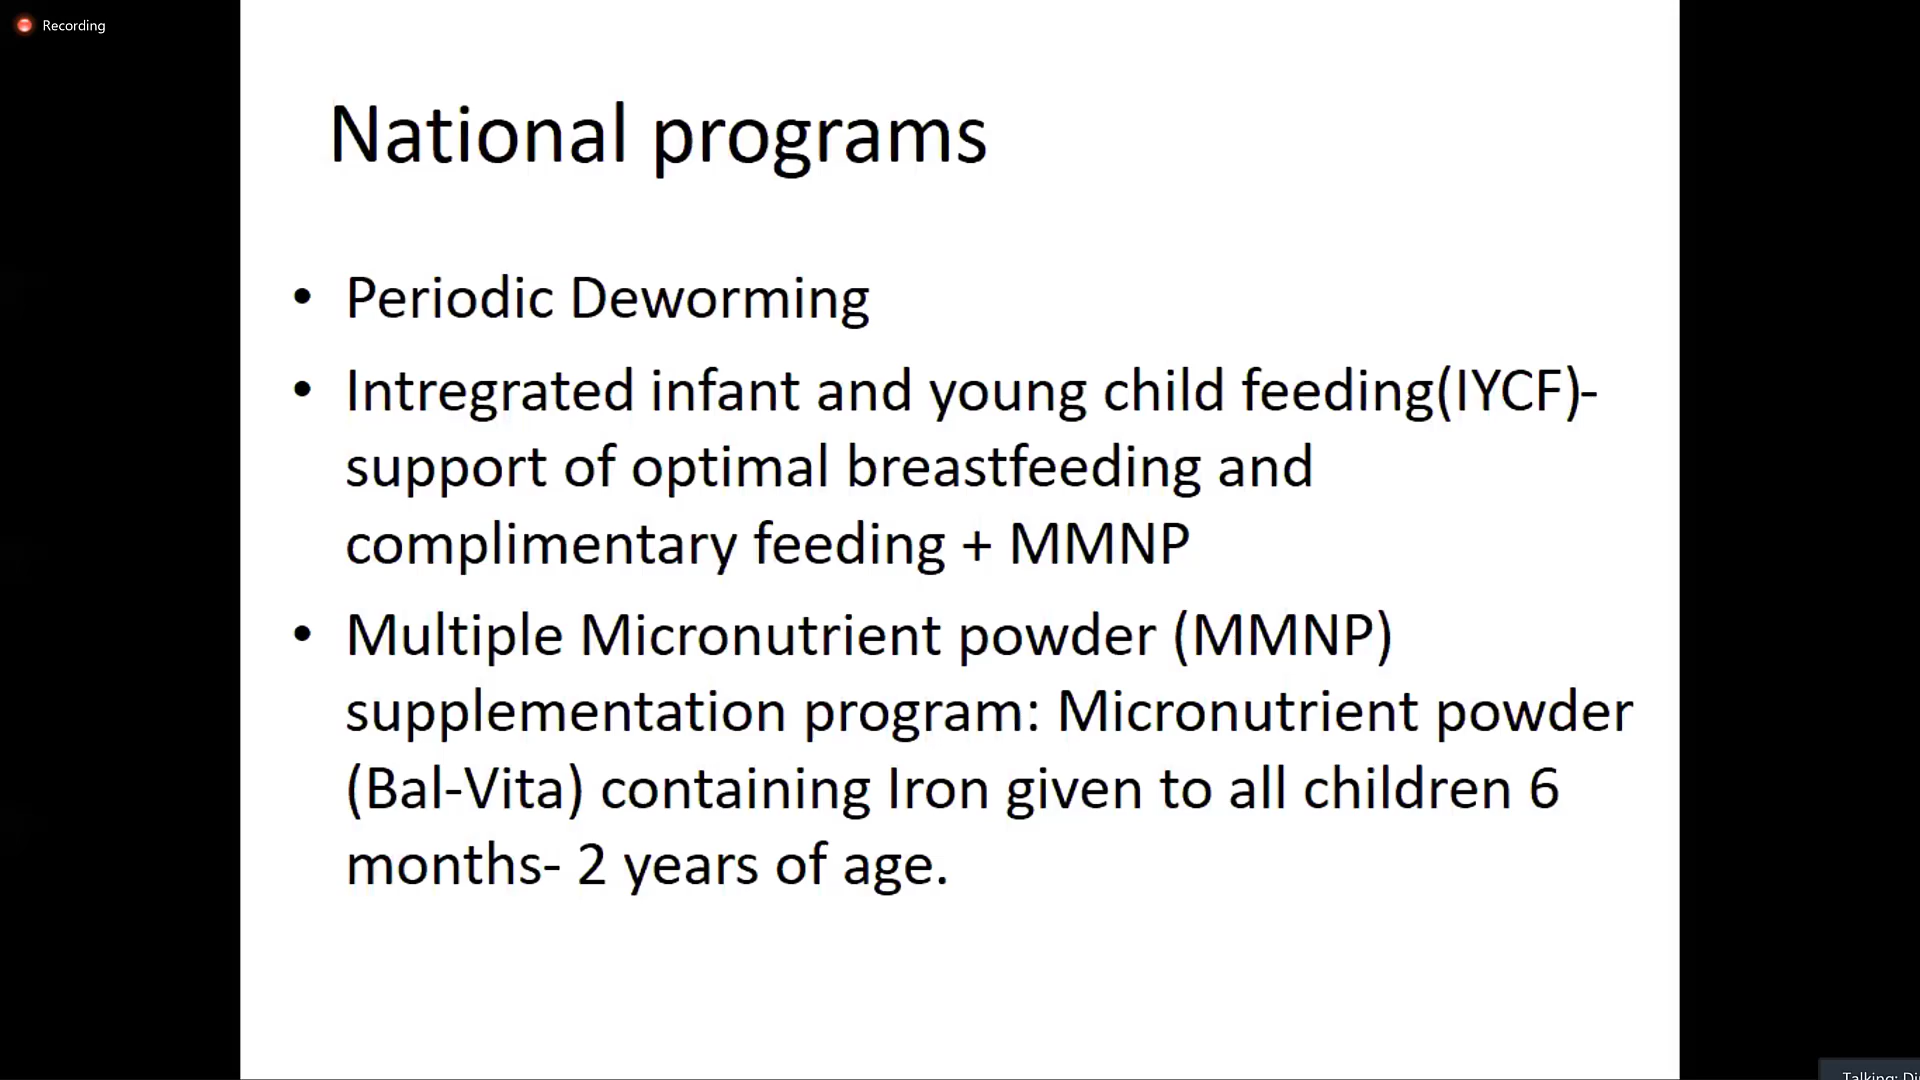 Recording
National programs
• Periodic Deworming
• Intregrated infant and young child feeding(IYCF)-
support of optimal breastfeeding and
complimentary feeding + MMNP
• Multiple Micronutrient powder (MMNP)
supplementation program: Micronutrient powder
(Bal-Vita) containing Iron given to all children 6
months- 2 years of age.
Talking: